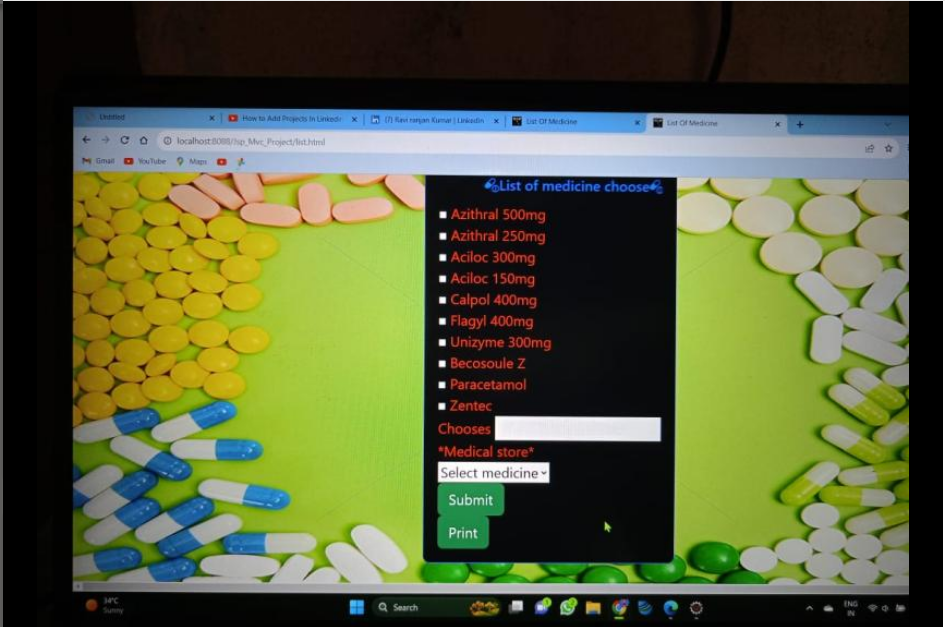 Untitled
How to Add Projects In Linkedin
(7) Ravi ranjan Kumar | LinkedIn
List Of Medicine
List Of Medicine
localhost:8088/Jsp_Mvc_Project/list.html
Gmail
YouTube
Maps
List of medicine choose
Azithral 500mg
Azithral 250mg
Aciloc 300mg
Aciloc 150mg
Calpol 400mg
Flagyl 400mg
Unizyme 300mg
Becosoule Z
Paracetamol
Zentec
Chooses
*Medical store*
Select medicine
Submit
Print
34°C
Sunny
Search
ENG
IN